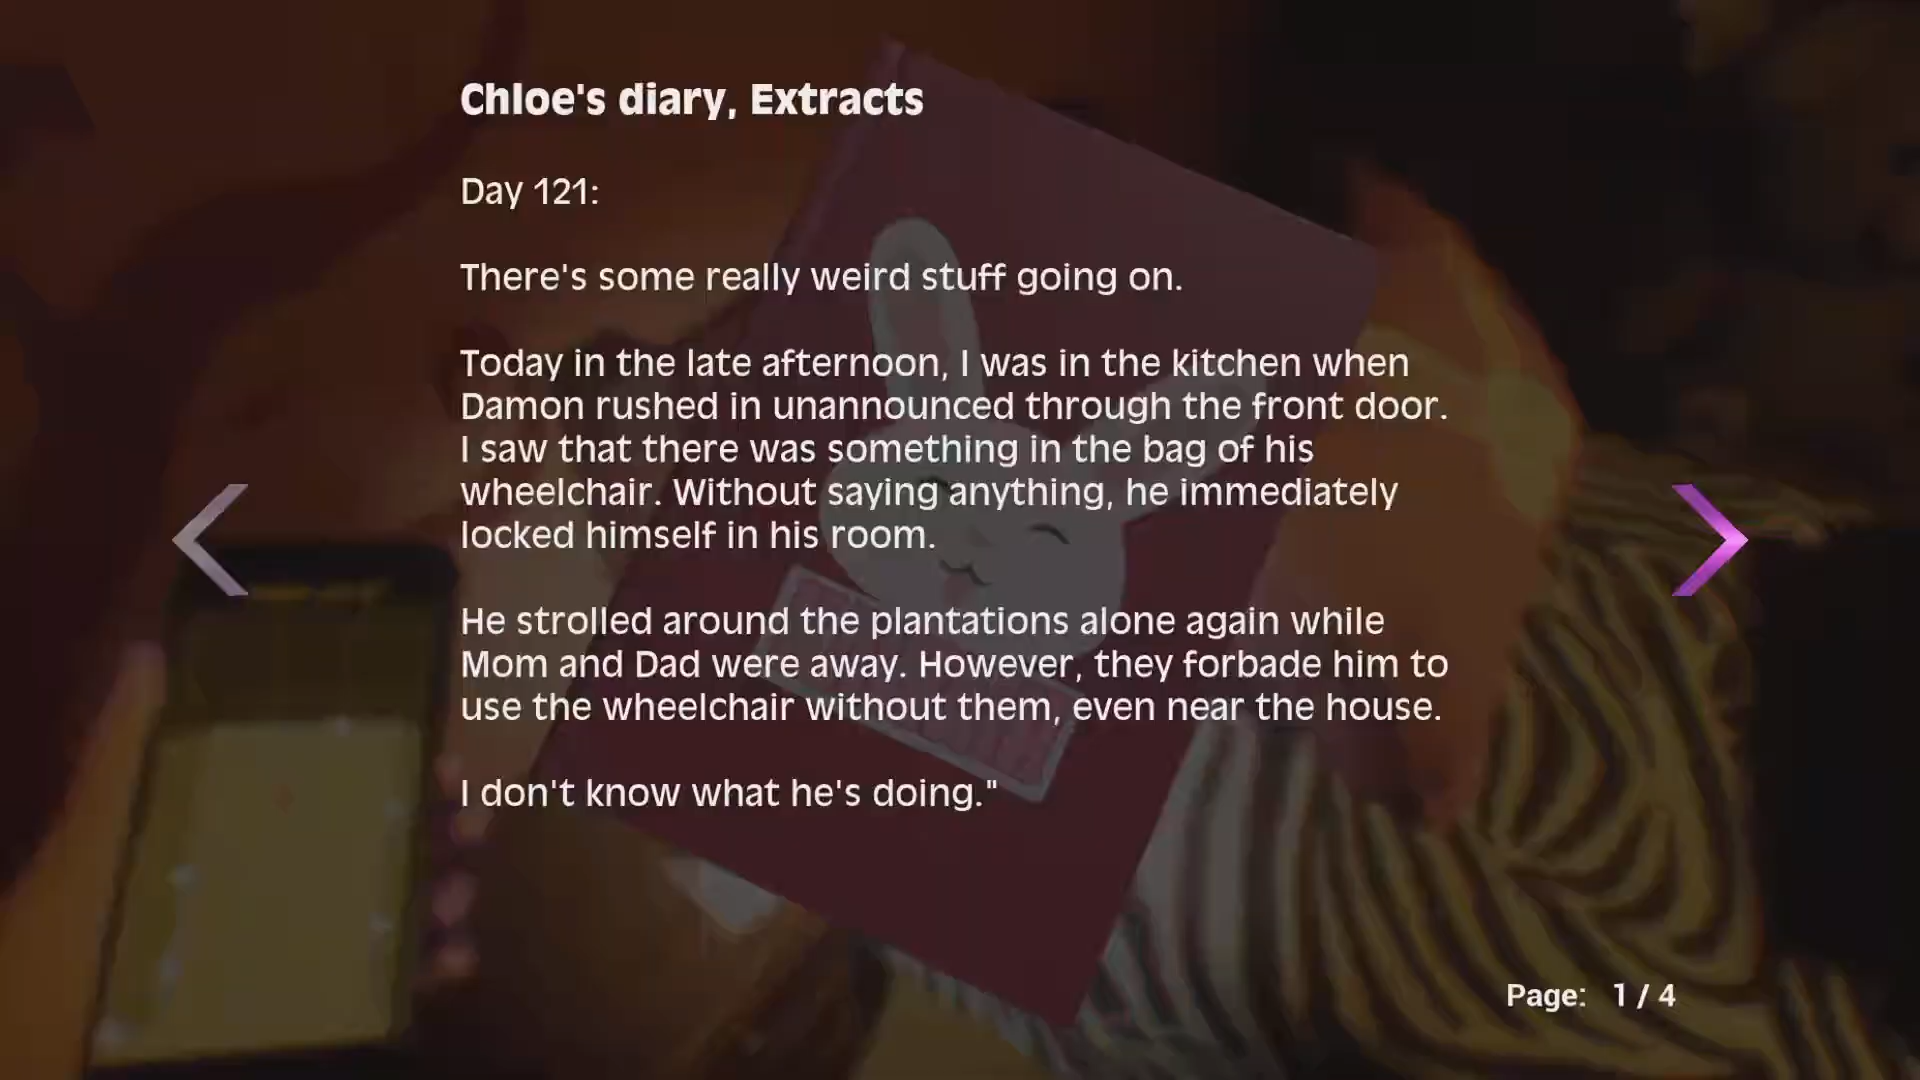 Chloe's diary, Extracts
Day 121:
There's some really weird stuff going on.
Today in the late afternoon, I was in the kitchen when
Damon rushed in unannounced through the front door.
I saw that there was something in the bag of his
wheelchair. Without saying anything, he immediately
locked himself in his room.
He strolled around the plantations alone again while
Mom and Dad were away. However, they forbade him to
use the wheelchair without them, even near the house.
I don't know what he's doing."
Page: 1 / 4